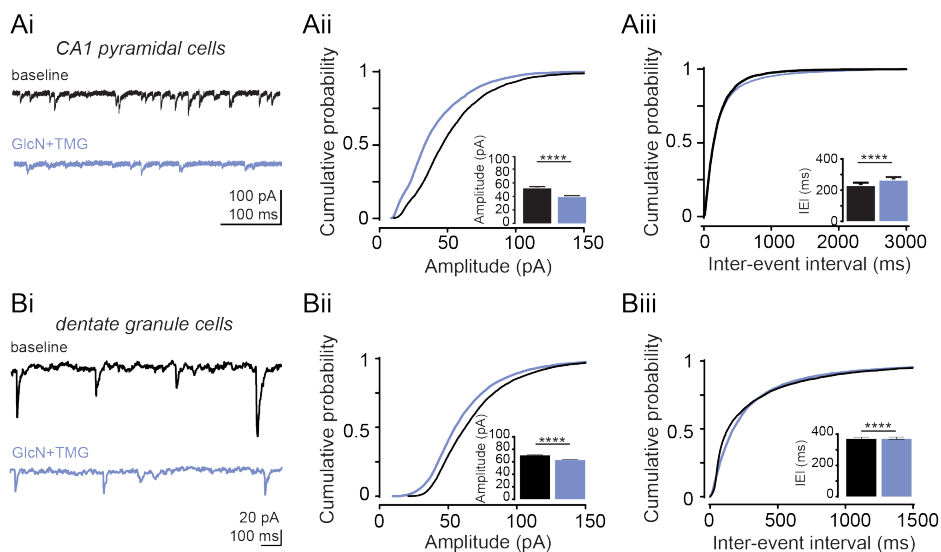 Ai
CA1 pyramidal cells
baseline
GlcN+TMG
100 pA
100 ms
Aii
Cumulative probability
1
0.5
0
0 50 100 150
Amplitude (pA)
Amplitude (pA)
100
80
60
40
20
0
****
Aiii
Cumulative probability
1
0.5
0
0 1000 2000 3000
Inter-event interval (ms)
IEI (ms)
400
200
0
****
Bi
dentate granule cells
baseline
GlcN+TMG
20 pA
100 ms
Bii
Cumulative probability
1
0.5
0
0 50 100 150
Amplitude (pA)
Amplitude (pA)
100
80
60
40
20
0
****
Biii
Cumulative probability
1
0.5
0
0 500 1000 1500
Inter-event interval (ms)
IEI (ms)
400
200
0
****